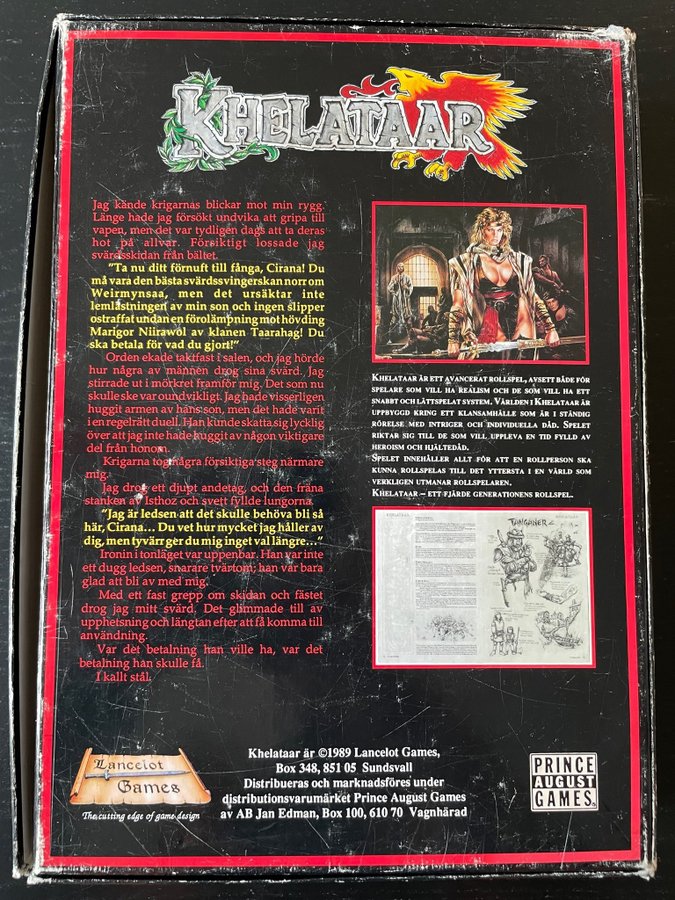 KHELATAAR
Jag kände krigarnas blickar mot min rygg.
Länge hade jag försökt undvika att gripa till
vapen, men det var tydligen dags att ta deras
hot på allvar. Försiktigt lossade jag
svärdsskidan från bältet.
"Ta nu ditt förnuft till fånga, Cirana! Du
må vara den bästa svärdssvingerskan norr om
Weirmynsaa, men det ursäktar inte
lemlästningen av min son och ingen slipper
ostraffat undan en förolämpning mot hövding
Marigor Niirawol av klanen Taarahag! Du
ska betala för vad du gjort!"
Orden ekade taktfast i salen, och jag hörde
hur några av männen drog sina svärd. Jag
stirrade ut i mörkret framför mig. Det som nu
skulle ske var oundvikligt. Jag hade visserligen
huggit armen av hans son, men det hade varit
i en regelrätt duell. Han kunde skatta sig lycklig
över att jag inte hade huggit av någon viktigare
del från honom.
Krigarna tog några försiktiga steg närmare
mig.
Jag drog ett djupt andetag, och den fräna
stanken av Isthoz och svett fyllde lungorna.
"Jag är ledsen att det skulle behöva bli så
här, Cirana... Du vet hur mycket jag håller av
dig, men tyvärr ger du mig inget val längre..."
Ironin i tonläget var uppenbar. Han var inte
ett dugg ledsen, snarare tvärtom; han var bara
glad att bli av med mig.
Med ett fast grepp om skidan och fästet
drog jag mitt svärd. Det glimmade till av
upphetsning och längtan efter att få komma till
användning.
Var det betalning han ville ha, var det
betalning han skulle få.
I kallt stål.
KHELATAAR ÄR ETT AVANCERAT ROLLSPEL, AVSETT BÅDE FÖR
SPELARE SOM VILL HA REALISM OCH DE SOM VILL HA ETT
SNABBT OCH LÄTTSPELAT SYSTEM. VÄRLDEN I KHELATAAR ÄR
UPPBYGGD KRING ETT KLANSAMHÄLLE SOM ÄR I STÄNDIG
RÖRELSE MED INTRIGER OCH INDIVIDUELLA DÅD. SPELET
RIKTAR SIG TILL DE SOM VILL UPPLEVA EN TID FYLLD AV
HEROISM OCH HJÄLTEDÅD.
SPELET INNEHÅLLER ALLT FÖR ATT EN ROLLPERSON SKA
KUNNA ROLLSPELAS TILL DET YTTERSTA I EN VÄRLD SOM
VERKLIGEN UTMANAR ROLLSPELAREN.
KHELATAAR – ETT FJÄRDE GENERATIONENS ROLLSPEL.
Lancelot
Games
The cutting edge of game design
Khelataar är ©1989 Lancelot Games,
Box 348, 851 05 Sundsvall
Distribueras och marknadsföres under
distributionsvarumärket Prince August Games
av AB Jan Edman, Box 100, 610 70 Vagnhärad
PRINCE
AUGUST
GAMES